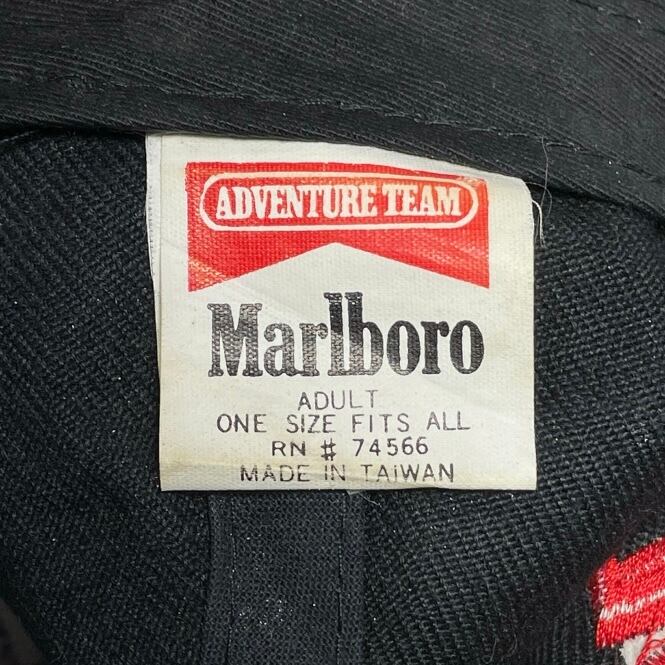 ADVENTURE TEAM
Marlboro
ADULT
ONE SIZE FITS ALL
RN # 74566
MADE IN TAIWAN